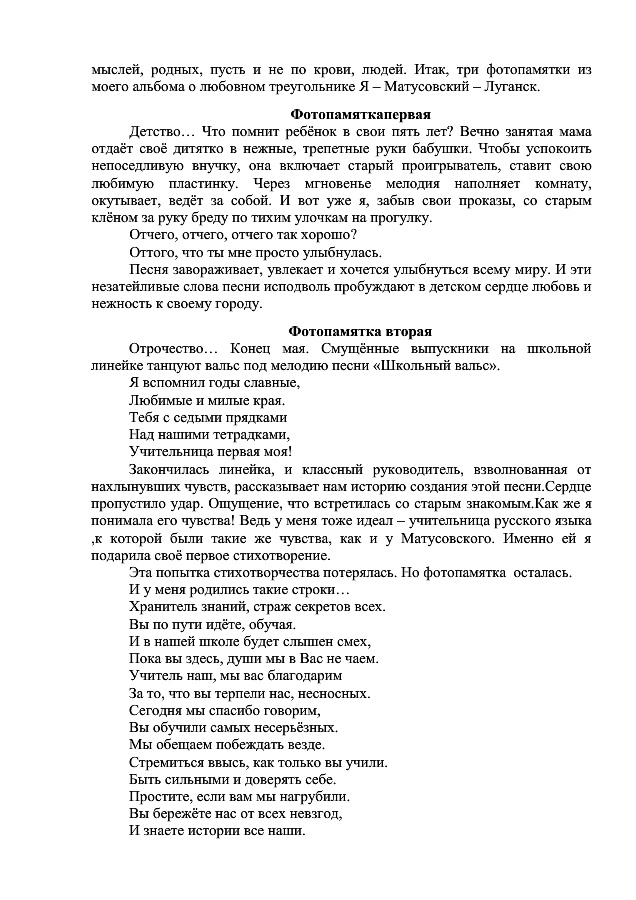 мыслей, родных, пусть и не по крови, людей. Итак, три фотопамятки из
моего альбома о любовном треугольнике Я – Матусовский – Луганск.
Фотопамяткапервая
Детство… Что помнит ребёнок в свои пять лет? Вечно занятая мама
отдаёт своё дитятко в нежные, трепетные руки бабушки. Чтобы успокоить
непоседливую внучку, она включает старый проигрыватель, ставит свою
любимую пластинку. Через мгновенье мелодия наполняет комнату,
окутывает, ведёт за собой. И вот уже я, забыв свои проказы, со старым
клёном за руку бреду по тихим улочкам на прогулку.
Отчего, отчего, отчего так хорошо?
Оттого, что ты мне просто улыбнулась.
Песня завораживает, увлекает и хочется улыбнуться всему миру. И эти
незатейливые слова песни исподволь пробуждают в детском сердце любовь и
нежность к своему городу.
Фотопамятка вторая
Отрочество… Конец мая. Смущённые выпускники на школьной
линейке танцуют вальс под мелодию песни «Школьный вальс».
Я вспомнил годы славные,
Любимые и милые края.
Тебя с седыми прядками
Над нашими тетрадками,
Учительница первая моя!
Закончилась линейка, и классный руководитель, взволнованная от
нахлынувших чувств, рассказывает нам историю создания этой песни.Сердце
пропустило удар. Ощущение, что встретилась со старым знакомым.Как же я
понимала его чувства! Ведь у меня тоже идеал – учительница русского языка
,к которой были такие же чувства, как и у Матусовского. Именно ей я
подарила своё первое стихотворение.
Эта попытка стихотворчества потерялась. Но фотопамятка  осталась.
И у меня родились такие строки…
Хранитель знаний, страж секретов всех.
Вы по пути идёте, обучая.
И в нашей школе будет слышен смех,
Пока вы здесь, души мы в Вас не чаем.
Учитель наш, мы вас благодарим
За то, что вы терпели нас, несносных.
Сегодня мы спасибо говорим,
Вы обучили самых несерьёзных.
Мы обещаем побеждать везде.
Стремиться ввысь, как только вы учили.
Быть сильными и доверять себе.
Простите, если вам мы нагрубили.
Вы бережёте нас от всех невзгод,
И знаете истории все наши.